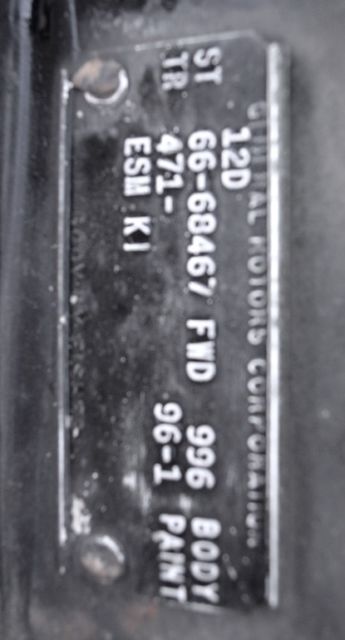 GENERAL MOTORS CORPORATION
12D
ST 66-68467 FWD 996 BODY
TR 471- 96-1 PAINT
ESM KI